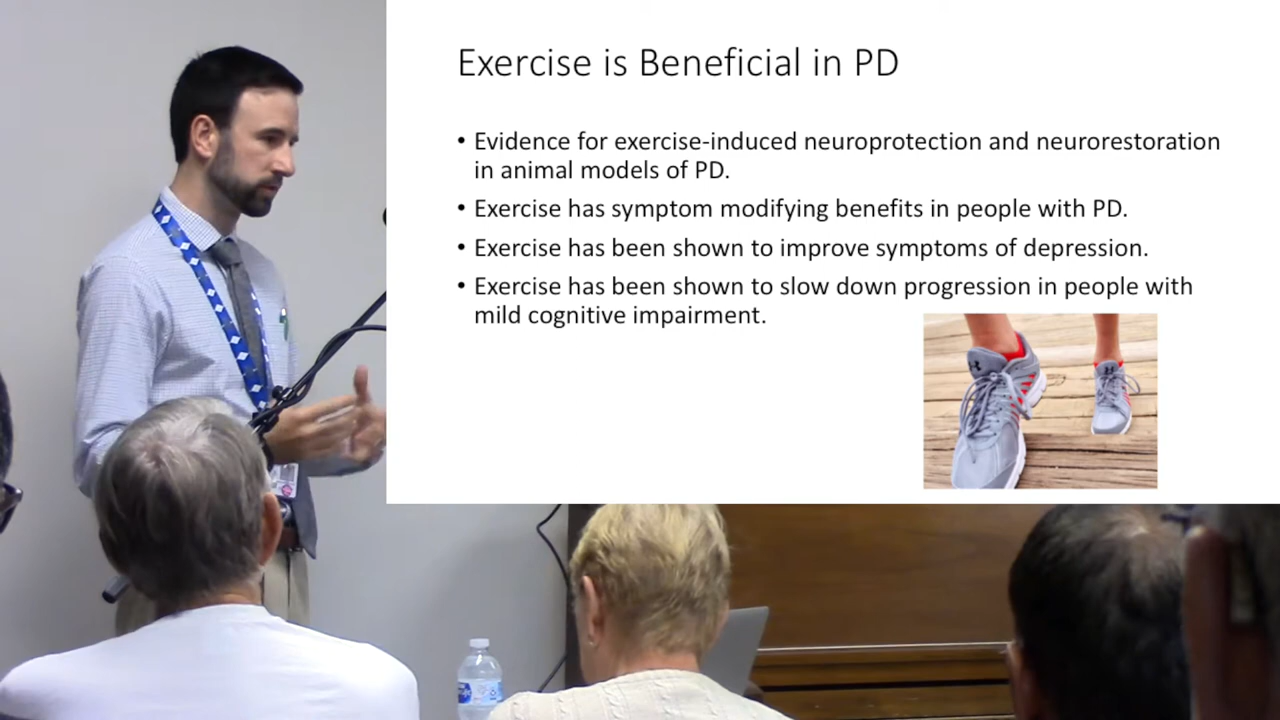 Exercise is Beneficial in PD
• Evidence for exercise-induced neuroprotection and neurorestoration
in animal models of PD.
• Exercise has symptom modifying benefits in people with PD.
• Exercise has been shown to improve symptoms of depression.
• Exercise has been shown to slow down progression in people with
mild cognitive impairment.